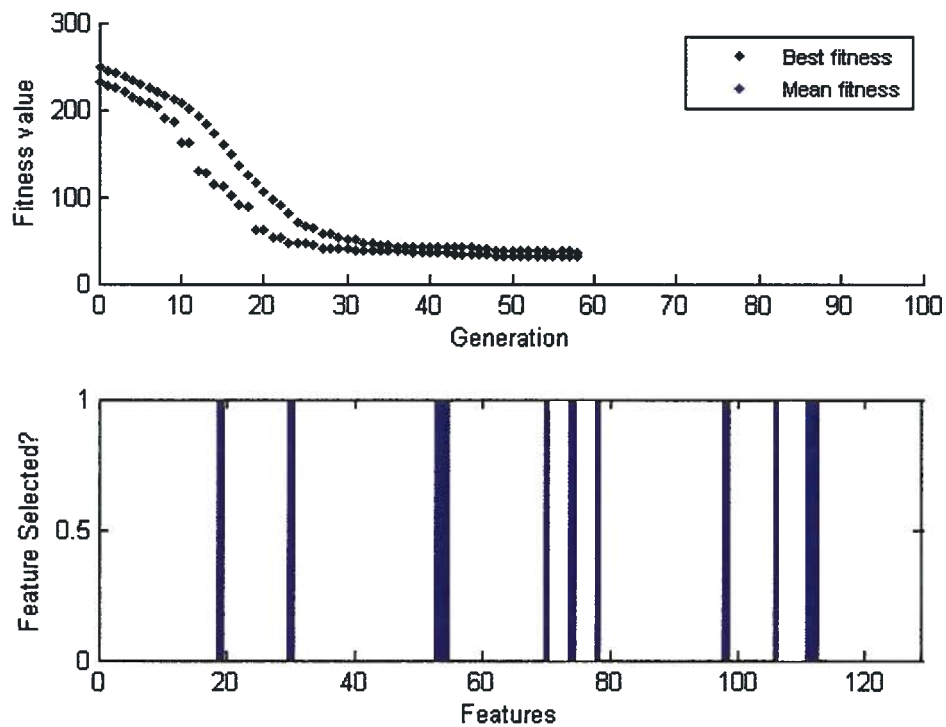 300
200
100
0
Fitness value
Best fitness
Mean fitness
0 10 20 30 40 50 60 70 80 90 100
Generation
1
0.5
0
Feature Selected?
0 20 40 60 80 100 120
Features